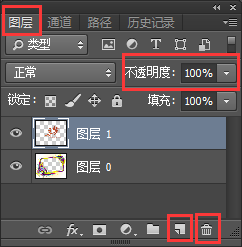 图层 通道 路径 历史记录
类型
正常 不透明度: 100%
锁定: 填充: 100%
图层 1
图层 0
fx